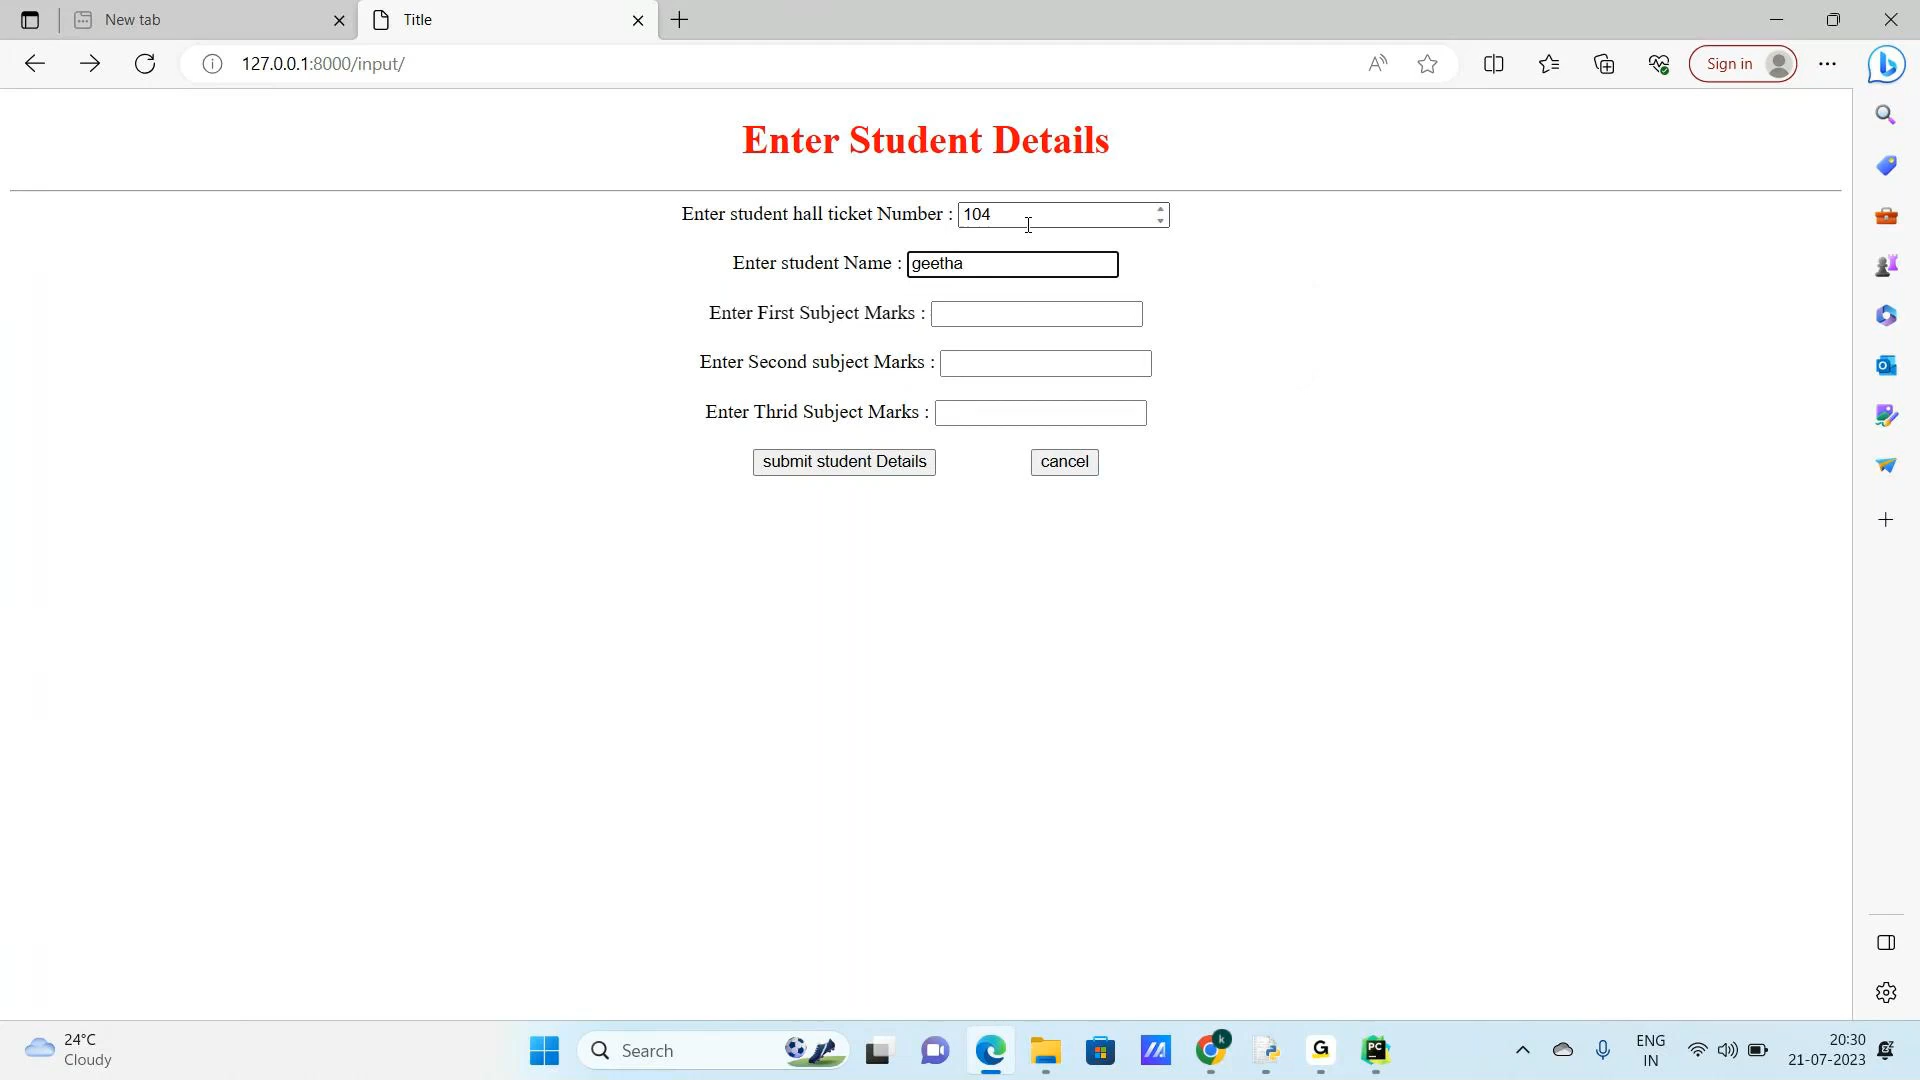 New tab
Title
127.0.0.1:8000/input/
Sign in
Enter Student Details
Enter student hall ticket Number : 104
Enter student Name : geetha
Enter First Subject Marks :
Enter Second subject Marks :
Enter Thrid Subject Marks :
submit student Details cancel
24°C
Cloudy
Search
k
G
PC
ENG
IN
20:30
21-07-2023